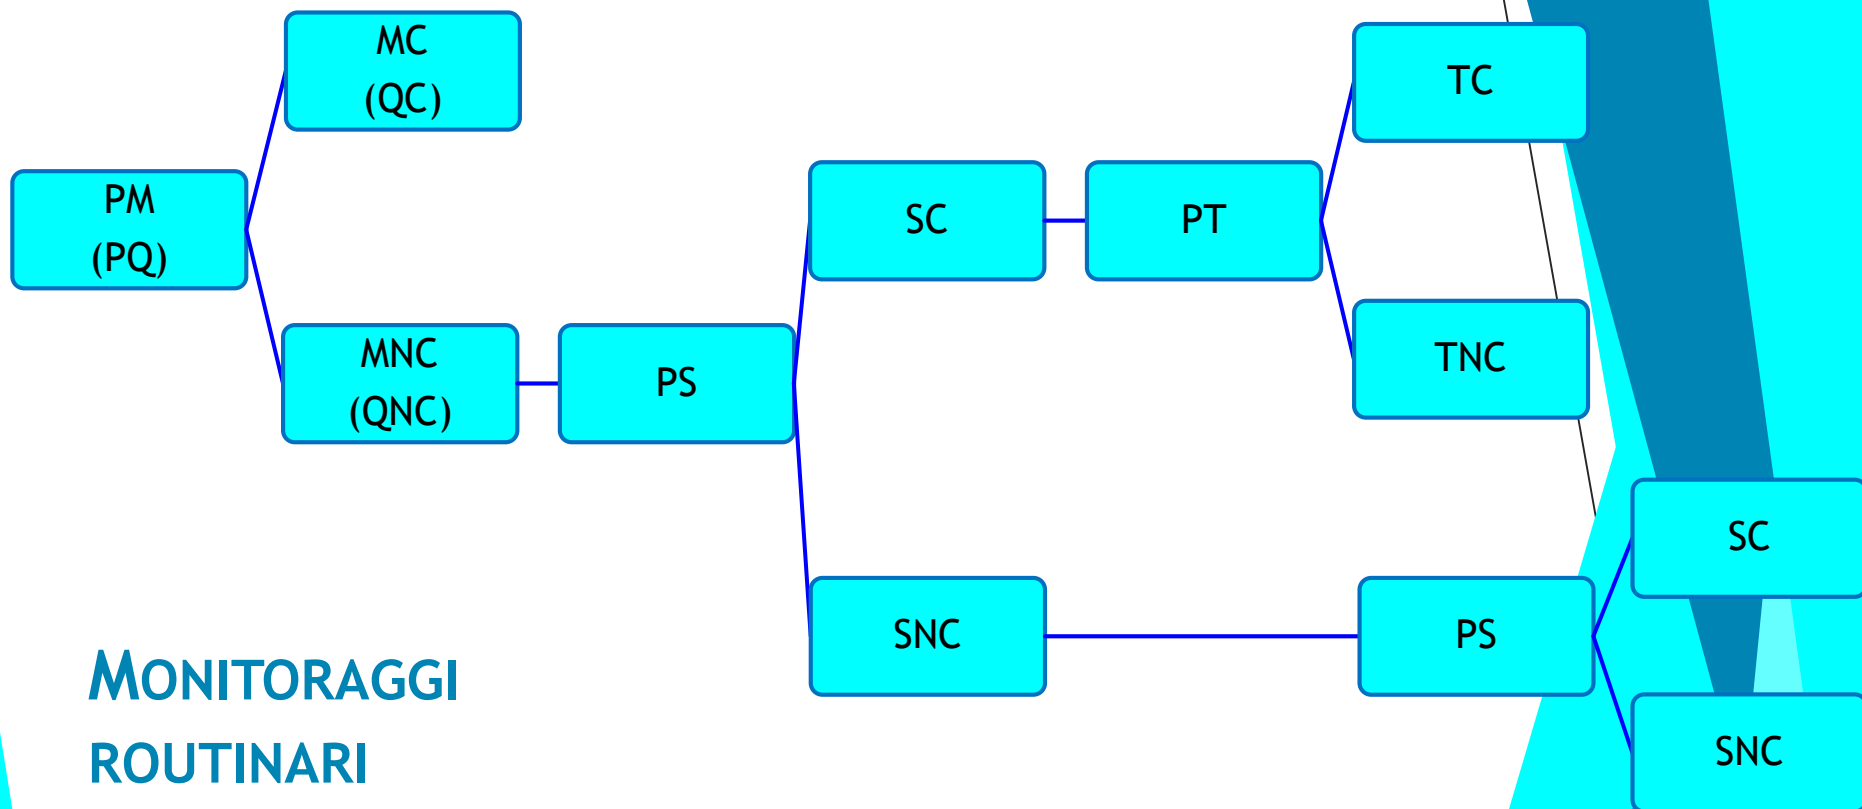 MC
(QC)
PM
(PQ)
MNC
(QNC)
PS
SC
PT
TC
TNC
SNC
PS
SC
SNC
MONITORAGGI
ROUTINARI